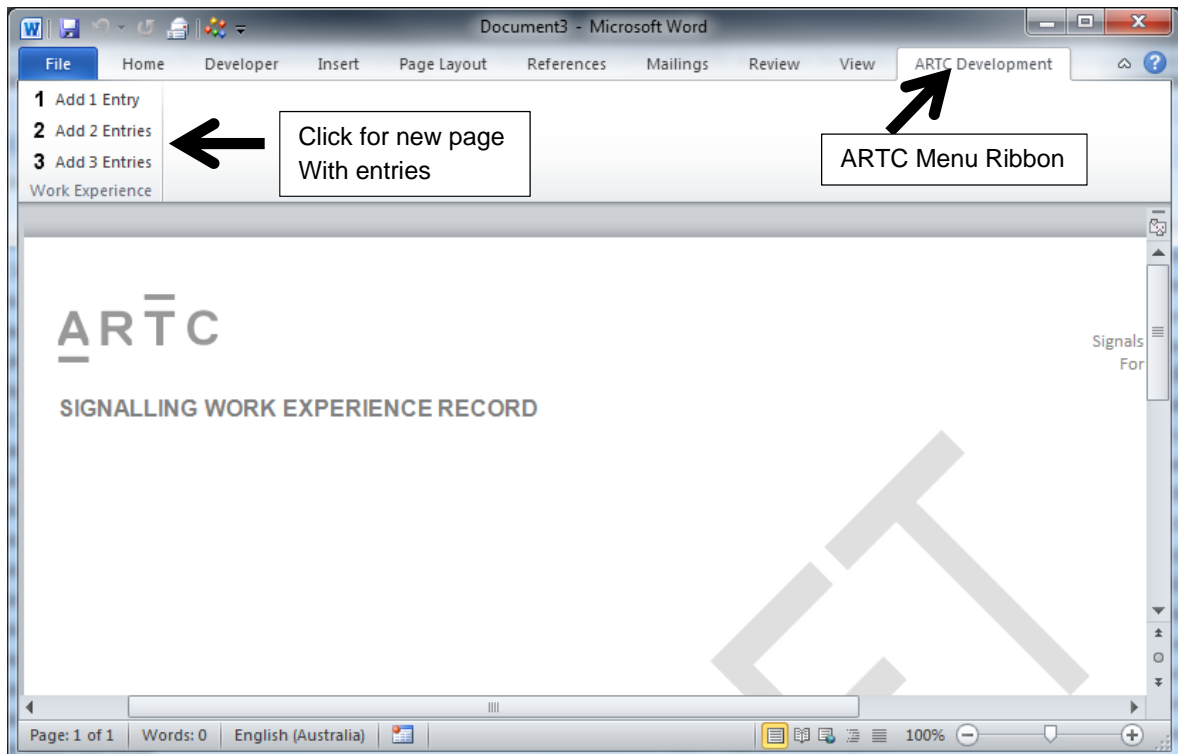 Document3 - Microsoft Word
File Home Developer Insert Page Layout References Mailings Review View ARTC Development
1 Add 1 Entry
2 Add 2 Entries
3 Add 3 Entries
Work Experience
Click for new page
With entries
ARTC Menu Ribbon
ARTC
Signals
For
SIGNALLING WORK EXPERIENCE RECORD
Page: 1 of 1 Words: 0 English (Australia) 100%